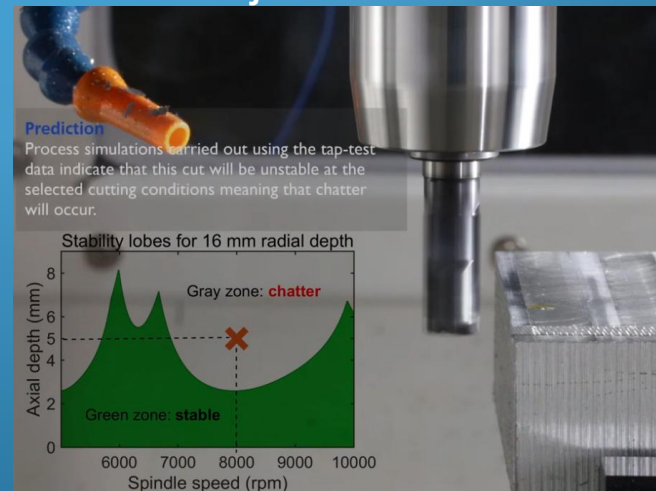 Prediction
Process simulations carried out using the tap-test
data indicate that this cut will be unstable at the
selected cutting conditions meaning that chatter
will occur.
Stability lobes for 16 mm radial depth
8
6
5
4
2
0
Axial depth (mm)
Gray zone: chatter
Green zone: stable
6000 7000 8000 9000 10000
Spindle speed (rpm)